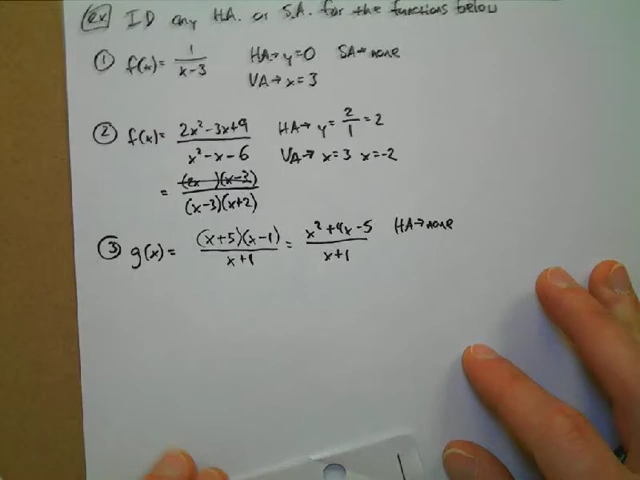 (ex) ID any HA. or S.A. for the functions below
① f(x) = 1/(x-3) HA→ y=0 SA→ none
VA→ x=3
② f(x) = (2x²-3x+9)/(x²-x-6) HA→ y = 2/1 = 2
VA→ x=3 x=-2
= (2x )(x-3)/(x-3)(x+2)
③ g(x) = (x+5)(x-1)/(x+1) = (x²+4x-5)/(x+1) HA→ none